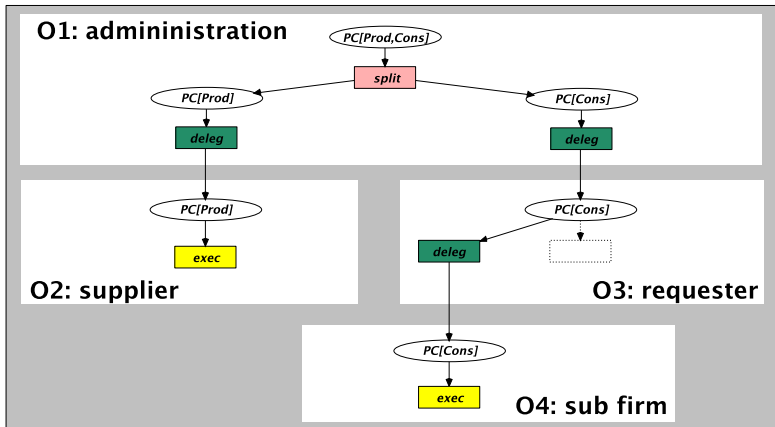 O1: admininistration
PC[Prod,Cons]
split
PC[Prod]
PC[Cons]
deleg
deleg
PC[Prod]
PC[Cons]
exec
deleg
O2: supplier
O3: requester
PC[Cons]
exec
O4: sub firm